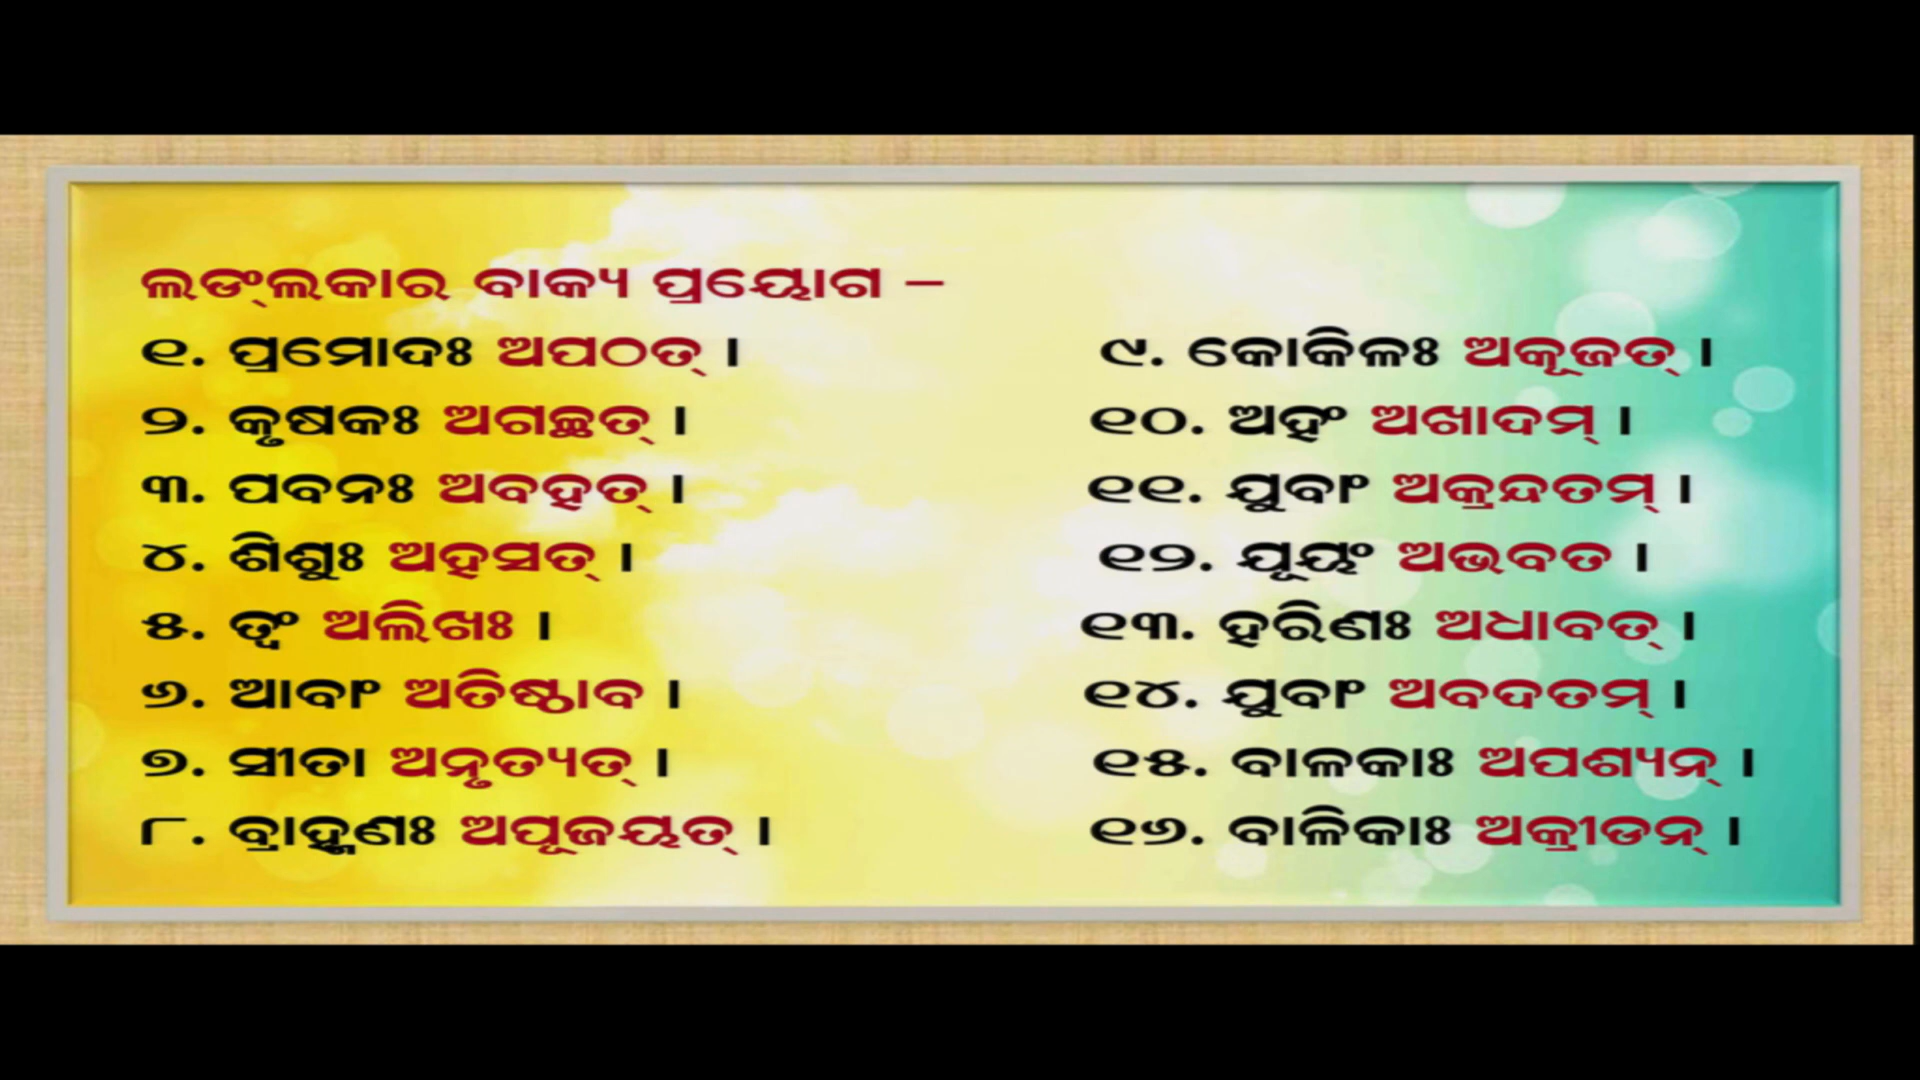 ଲଙ୍‌ଲକାର ବାକ୍ୟ ପ୍ରୟୋଗ –
୧. ପ୍ରମୋଦଃ ଅପଠତ୍ ।
୨. କୃଷକଃ ଅଗଚ୍ଛତ୍ ।
୩. ପବନଃ ଅବହତ୍ ।
୪. ଶିଶୁଃ ଅହସତ୍ ।
୫. ତ୍ୱଂ ଅଲିଖଃ ।
୬. ଆବାଂ ଅତିଷ୍ଠାବ ।
୭. ସୀତା ଅନୃତ୍ୟତ୍ ।
୮. ବ୍ରାହ୍ମଣଃ ଅପୂଜୟତ୍ ।
୯. କୋକିଳଃ ଅକୂଜତ୍ ।
୧୦. ଅହଂ ଅଖାଦମ୍ ।
୧୧. ଯୁବାଂ ଅକ୍ରନ୍ଦତମ୍ ।
୧୨. ଯୂୟଂ ଅଭବତ ।
୧୩. ହରିଣଃ ଅଧାବତ୍ ।
୧୪. ଯୁବାଂ ଅବଦତମ୍ ।
୧୫. ବାଳକାଃ ଅପଶ୍ୟନ୍ ।
୧୬. ବାଳିକାଃ ଅକ୍ରୀଡନ୍ ।